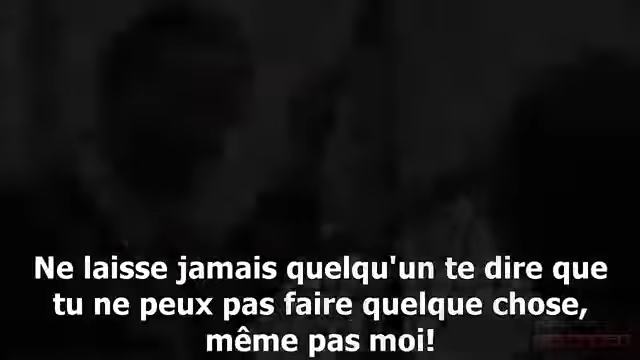 Ne laisse jamais quelqu'un te dire que
tu ne peux pas faire quelque chose,
même pas moi!